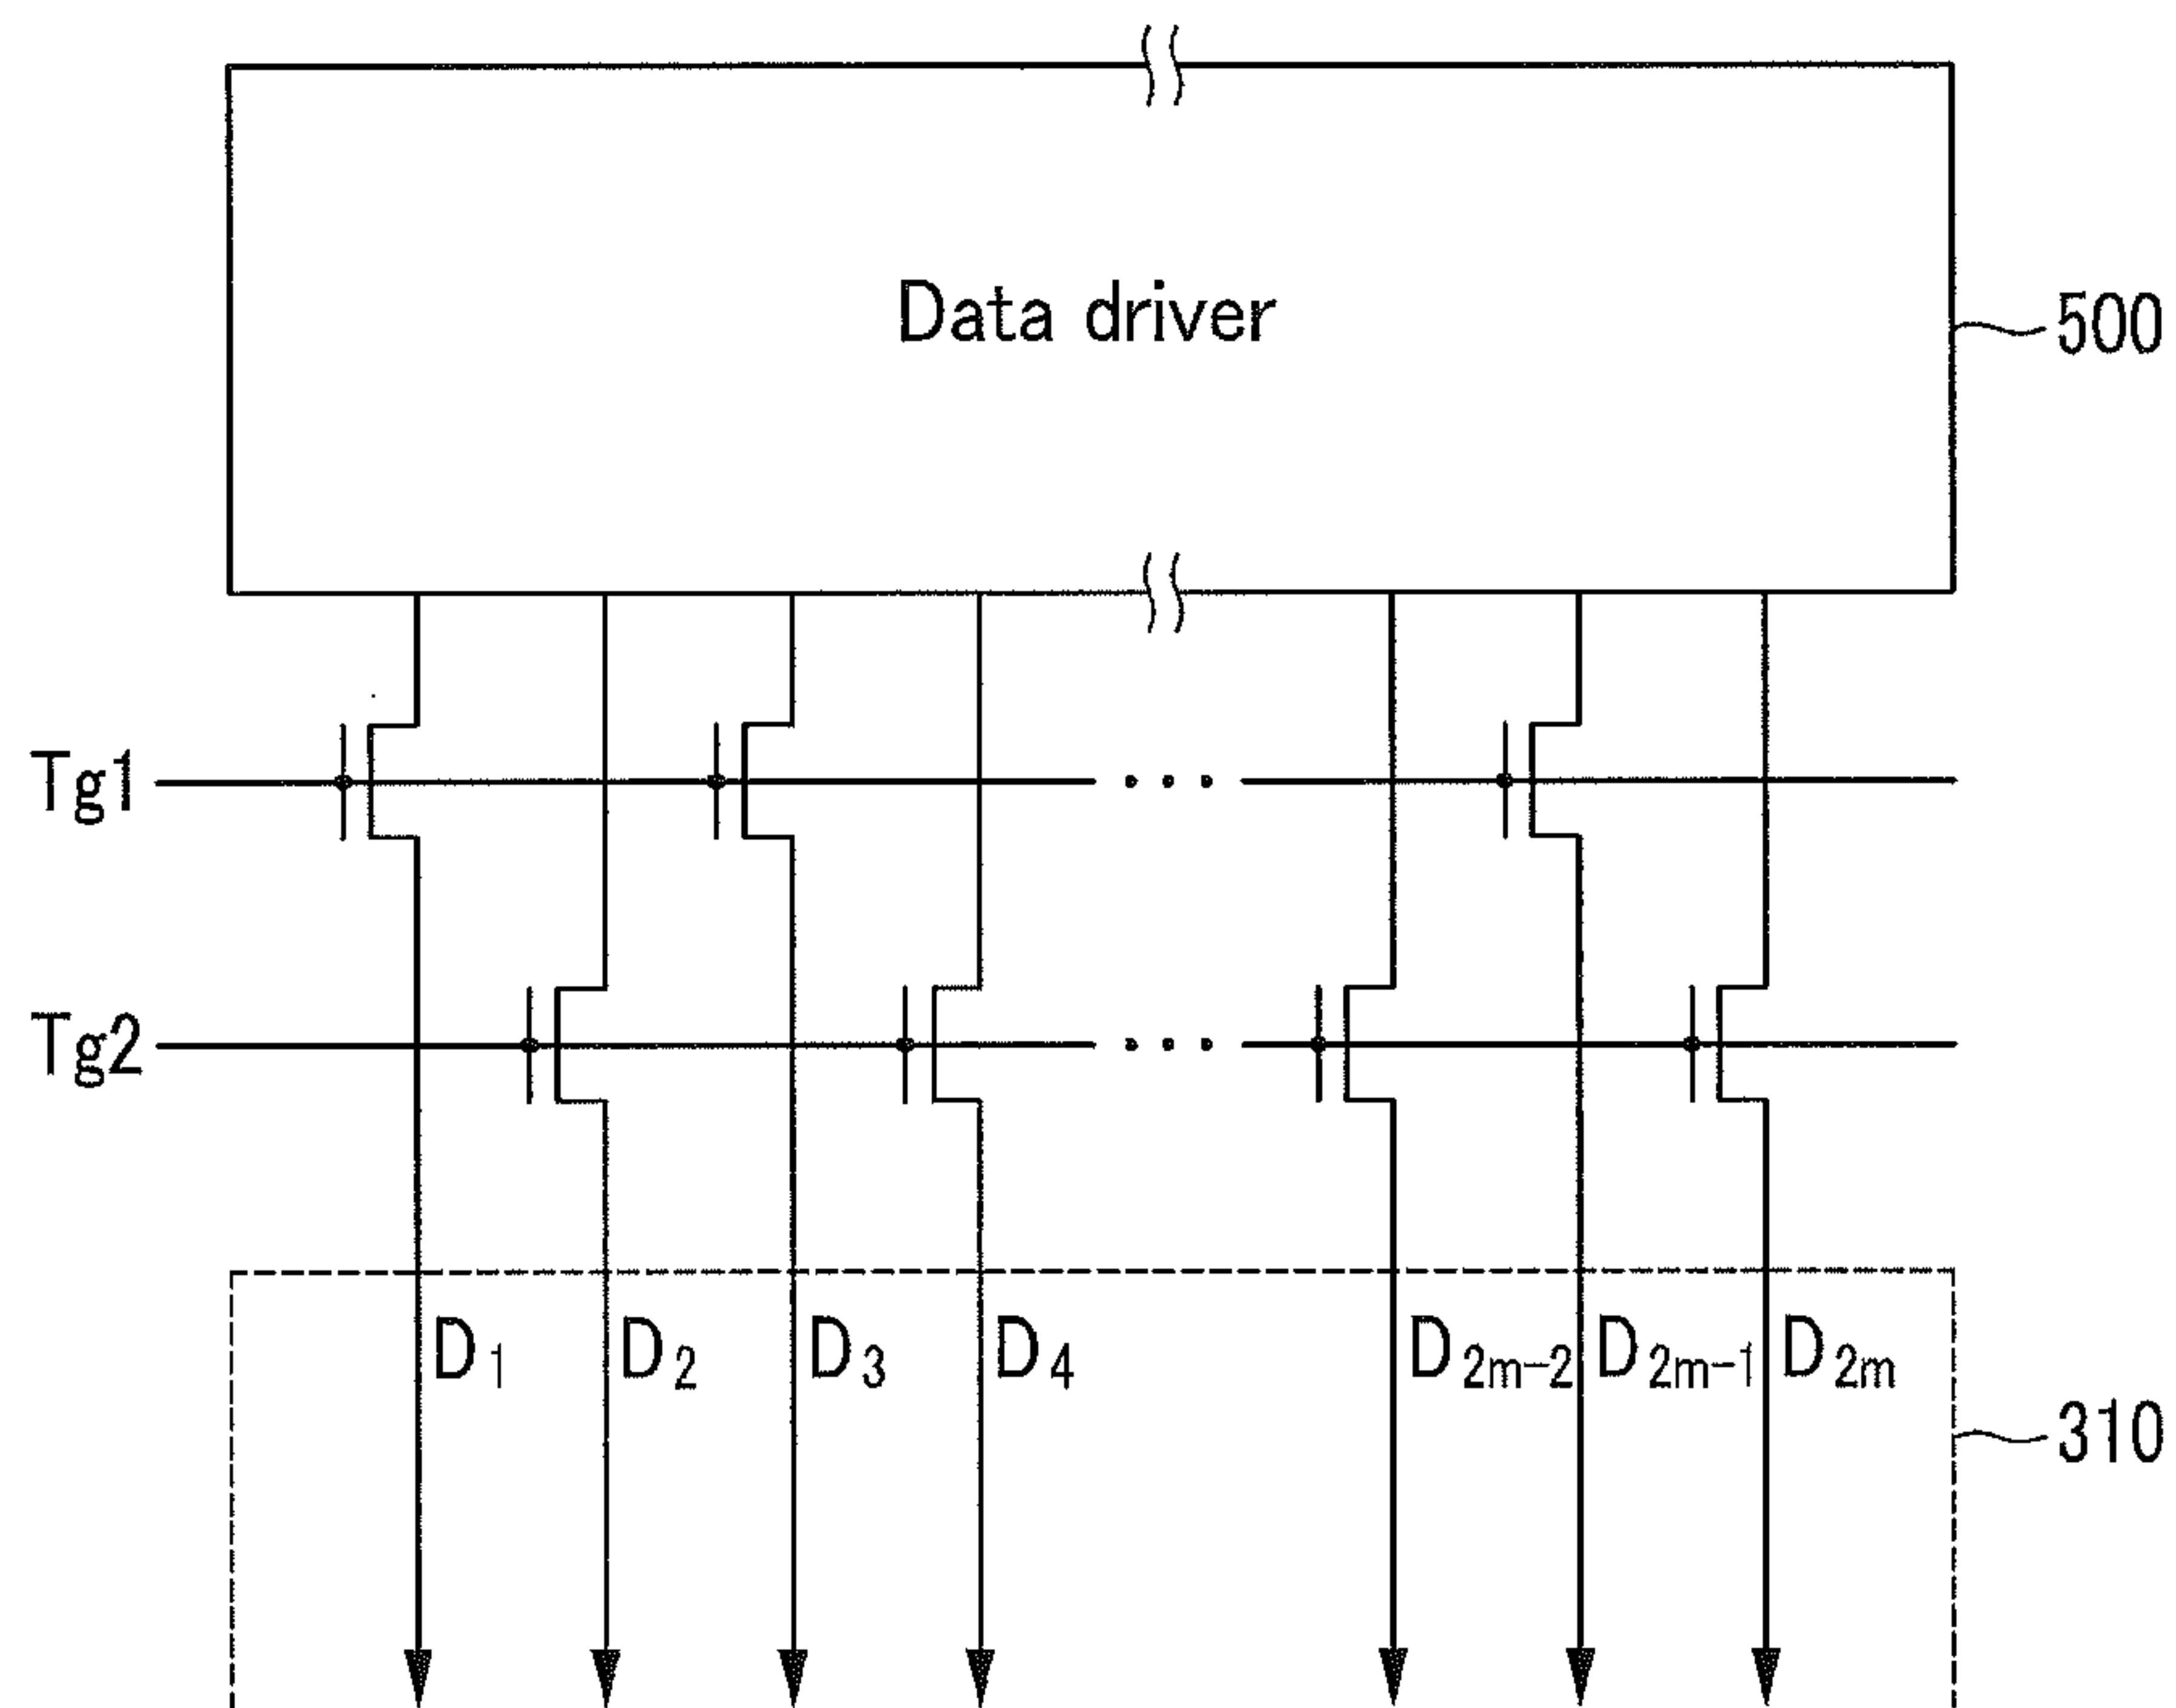 Data driver
500
Tg1
. . .
Tg2
. . .
D1 D2 D3 D4 D2m-2 D2m-1 D2m
310